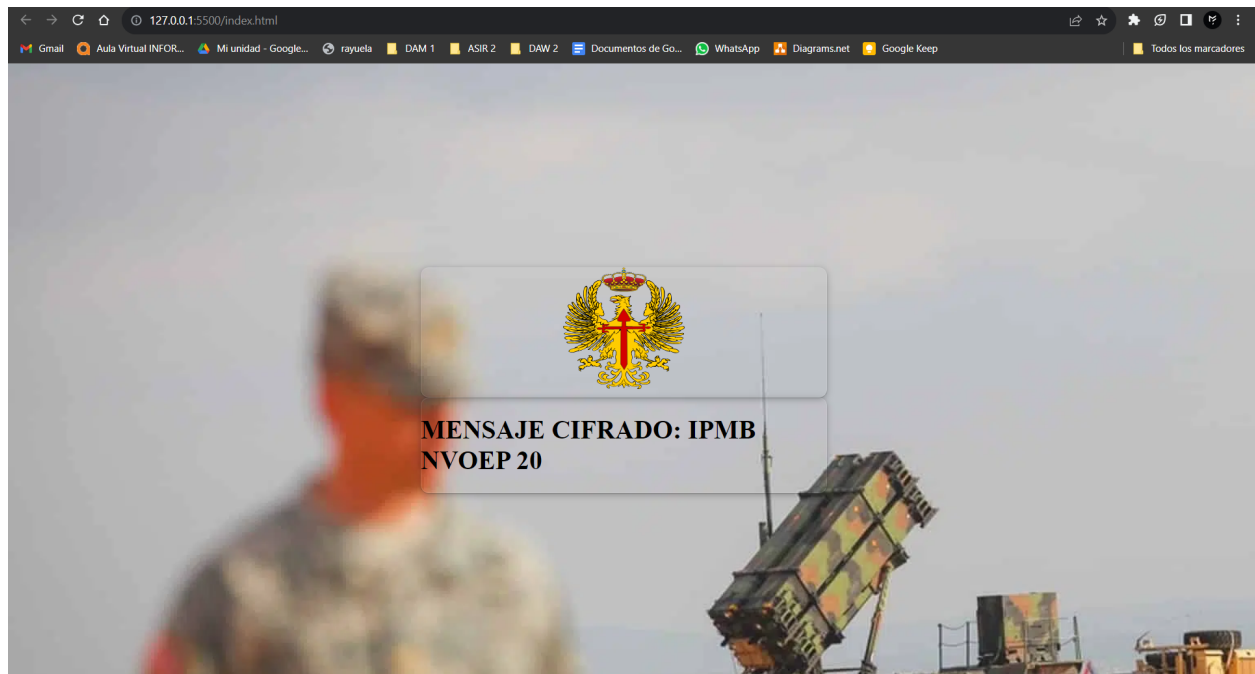 127.0.0.1:5500/index.html
Gmail Aula Virtual INFOR... Mi unidad - Google... rayuela DAM 1 ASIR 2 DAW 2 Documentos de Go... WhatsApp Diagrams.net Google Keep Todos los marcadores
MENSAJE CIFRADO: IPMB
NVOEP 20